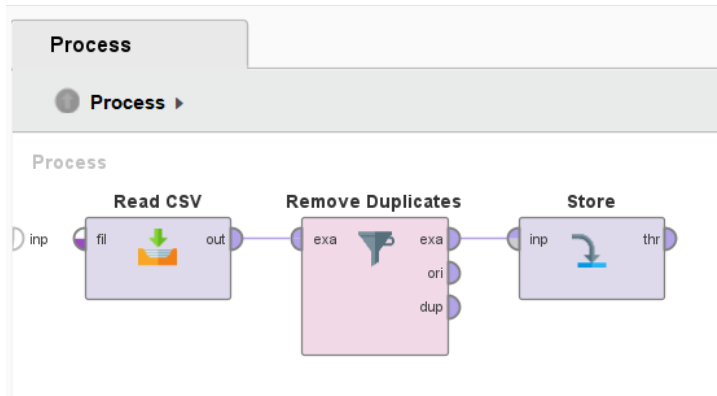 Process
Process
Process
Read CSV
Remove Duplicates
Store
inp
fil
out
exa
exa
inp
thr
ori
dup